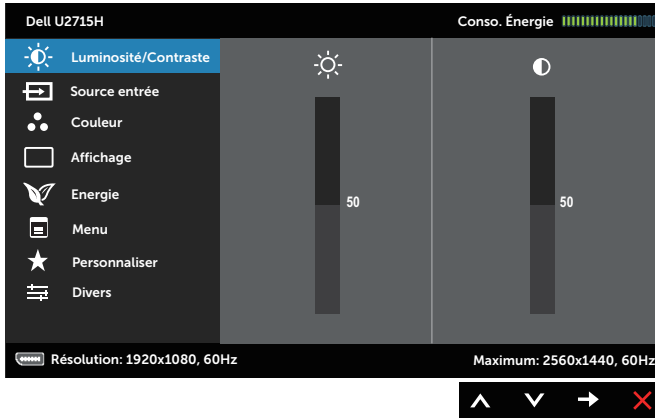 Dell U2715H
Conso. Énergie
Luminosité/Contraste
Source entrée
Couleur
Affichage
Energie
Menu
Personnaliser
Divers
50
50
Résolution: 1920x1080, 60Hz
Maximum: 2560x1440, 60Hz